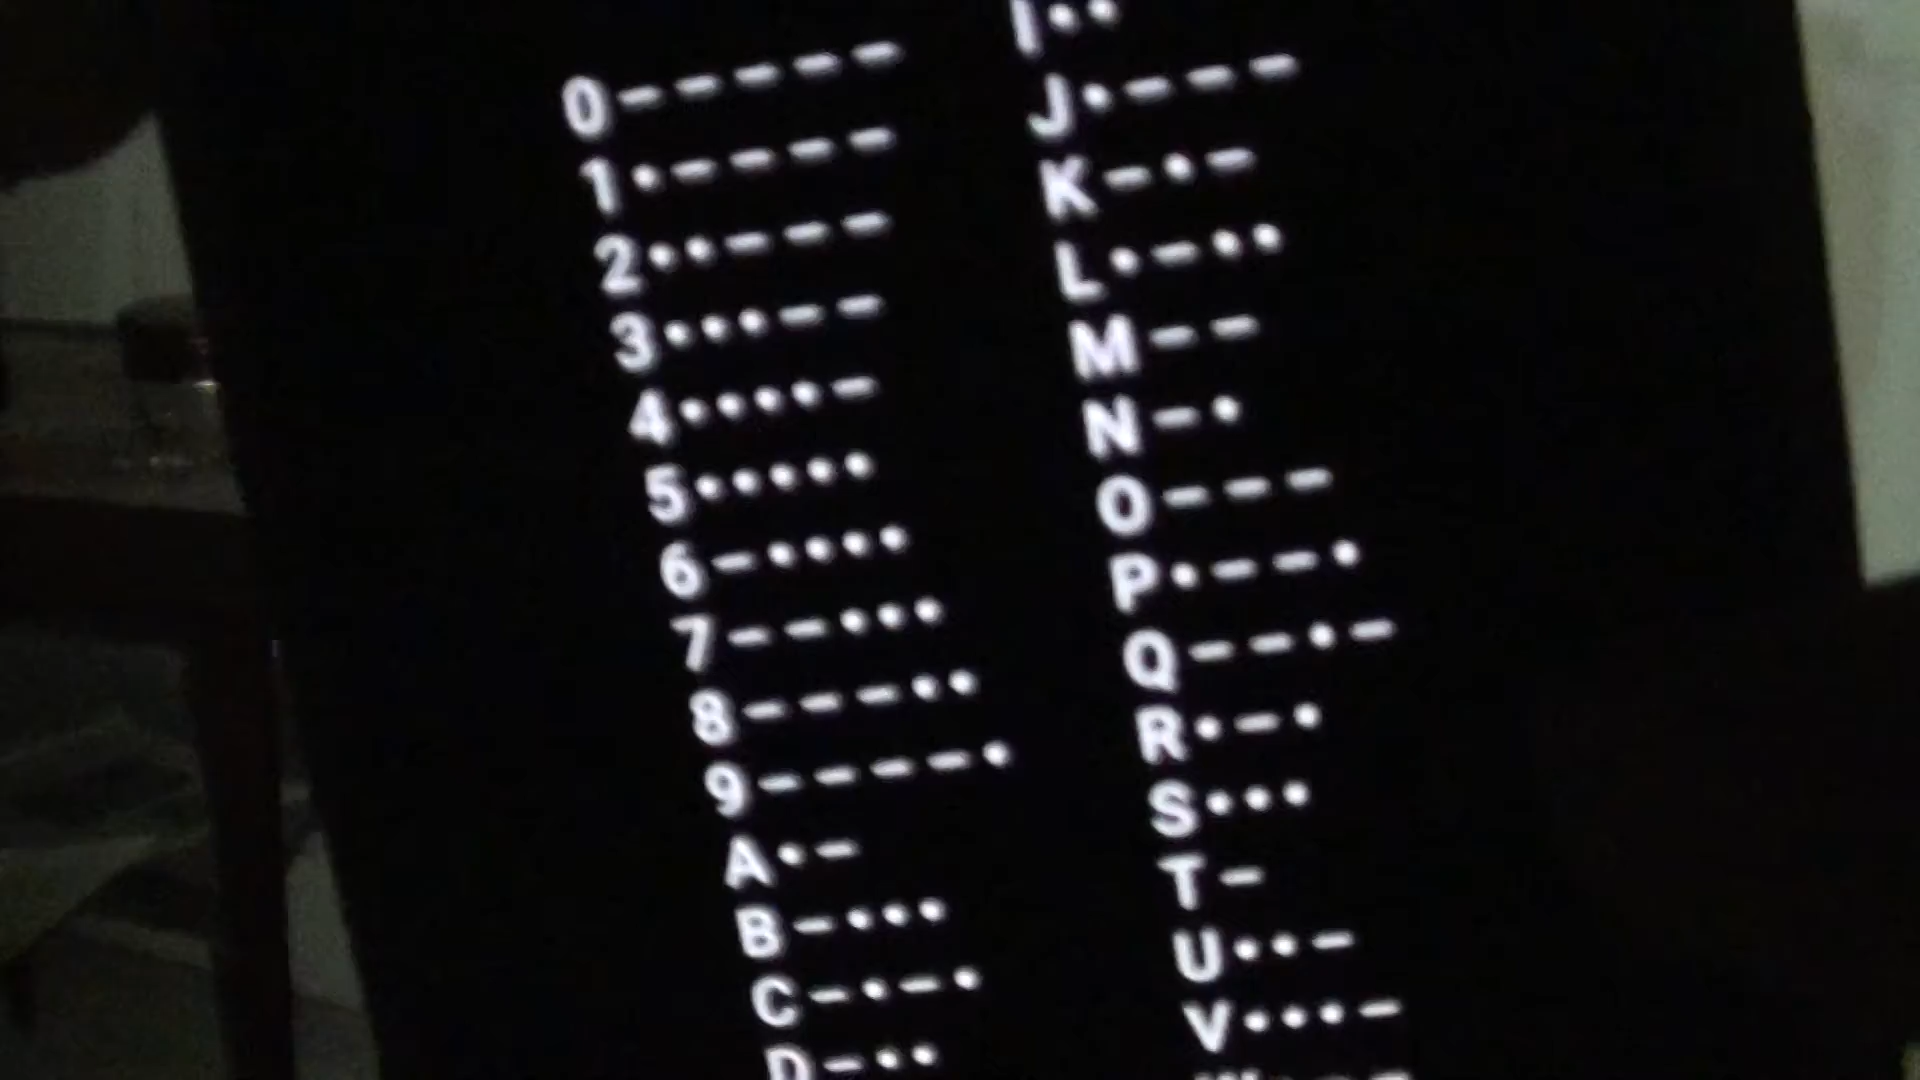 0-----
1•----
2••---
3•••--
4••••-
5•••••
6-••••
7--•••
8---••
9----•
A•-
B-•••
C-•-•
D-••
I••
J•---
K-•-
L•-••
M--
N-•
O---
P•--•
Q--•-
R•-•
S•••
T-
U••-
V•••-